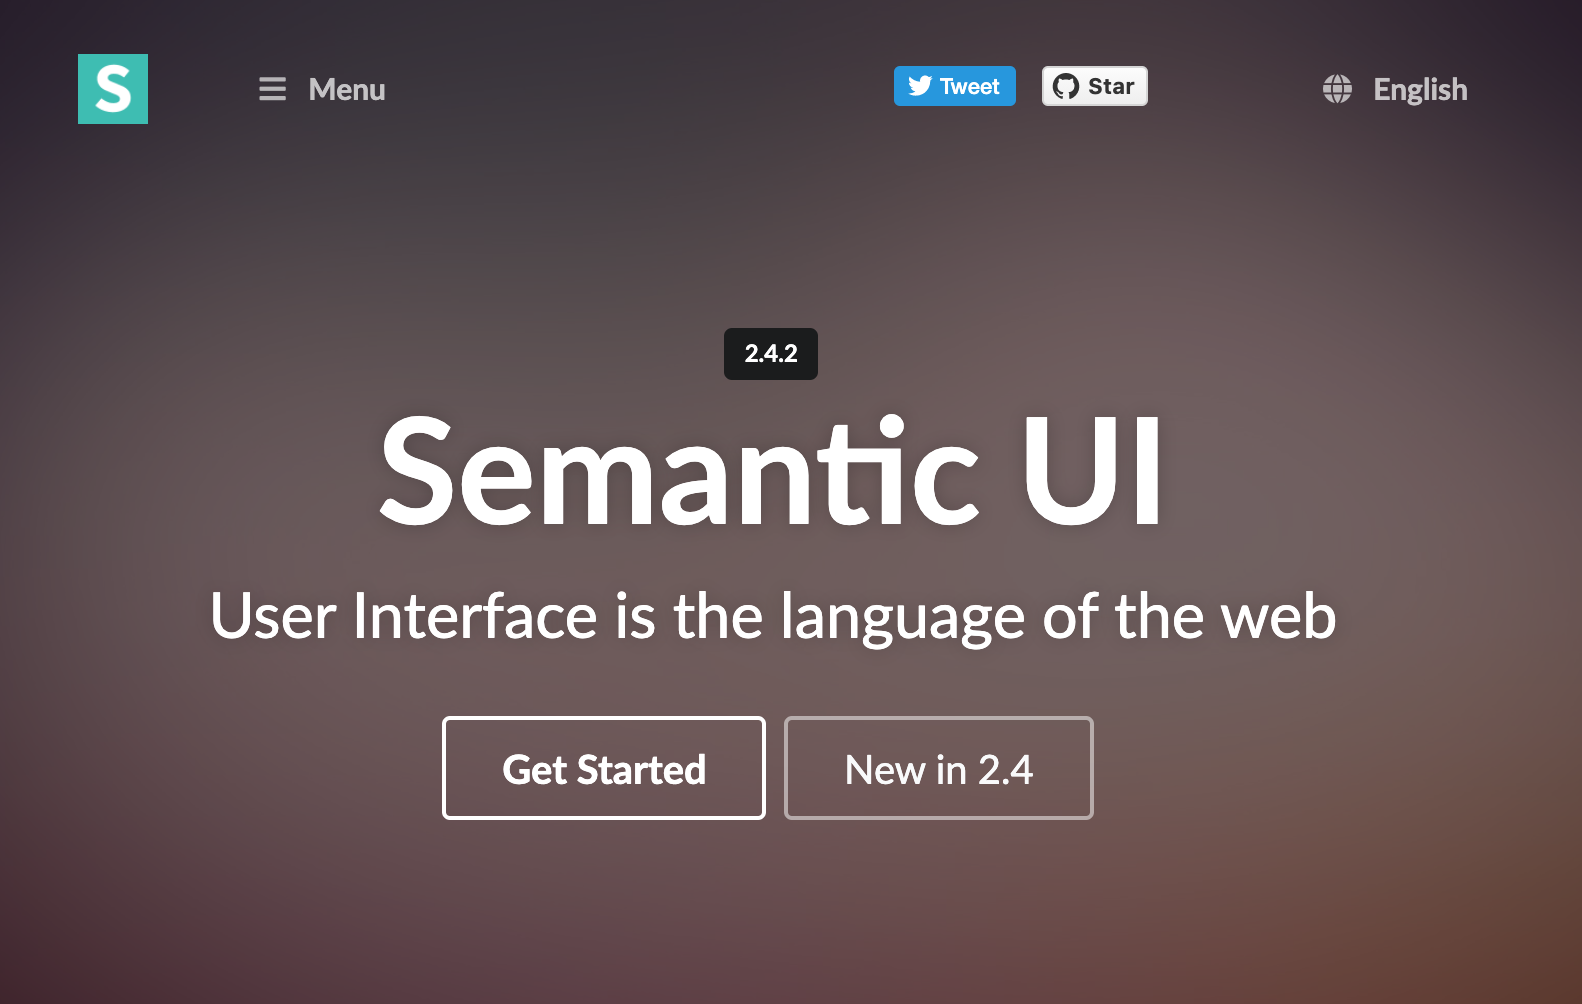 S
Menu
Tweet
Star
English
2.4.2
Semantic UI
User Interface is the language of the web
Get Started
New in 2.4